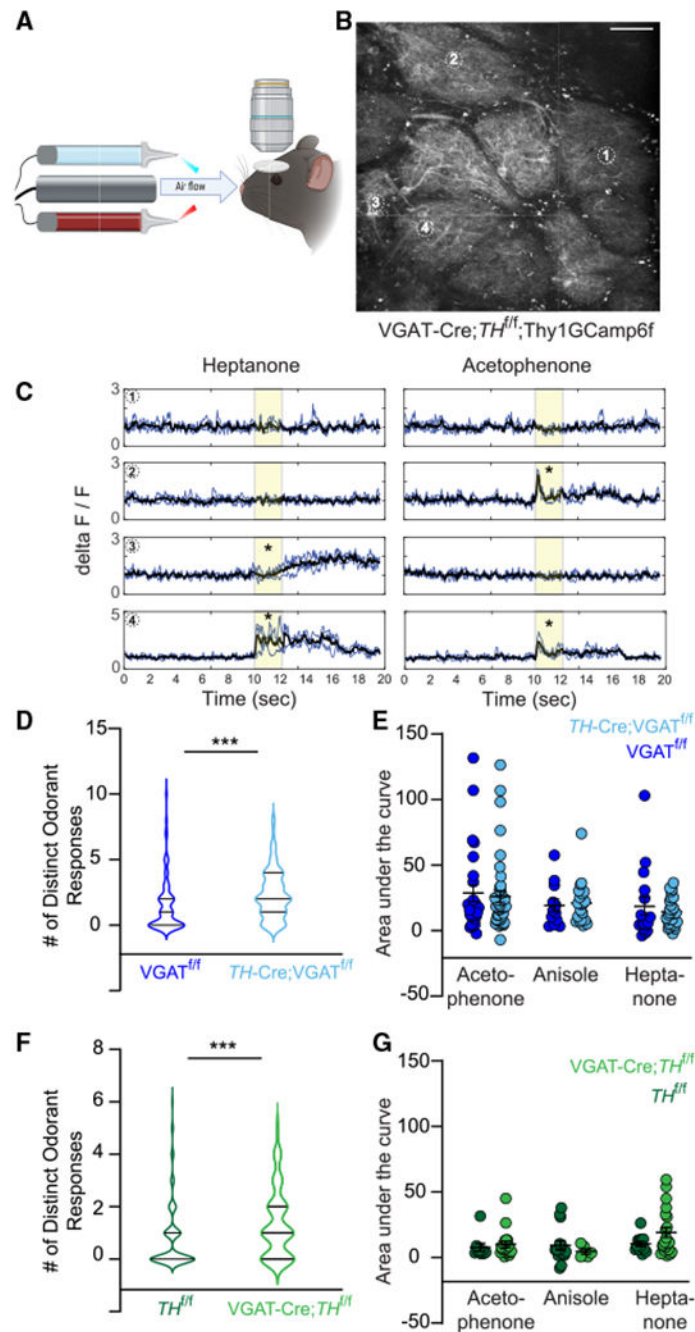 A
Air flow
B
2
1
3
4
VGAT-Cre;TH^f/f;Thy1GCamp6f
Heptanone
Acetophenone
C
delta F / F
3
0
1
3
0
2
*
3
0
3
*
5
0
4
*
*
0 2 4 6 8 10 12 14 16 18 20
0 2 4 6 8 10 12 14 16 18 20
Time (sec)
Time (sec)
D
# of Distinct Odorant
Responses
15
10
5
0
***
VGAT^f/f
TH-Cre;VGAT^f/f
E
TH-Cre;VGAT^f/f
VGAT^f/f
Area under the curve
150
100
50
0
-50
Aceto-
phenone
Anisole
Hepta-
none
F
# of Distinct Odorant
Responses
8
6
4
2
0
***
TH^f/f
VGAT-Cre;TH^f/f
G
VGAT-Cre;TH^f/f
TH^f/f
Area under the curve
150
100
50
0
-50
Aceto-
phenone
Anisole
Hepta-
none